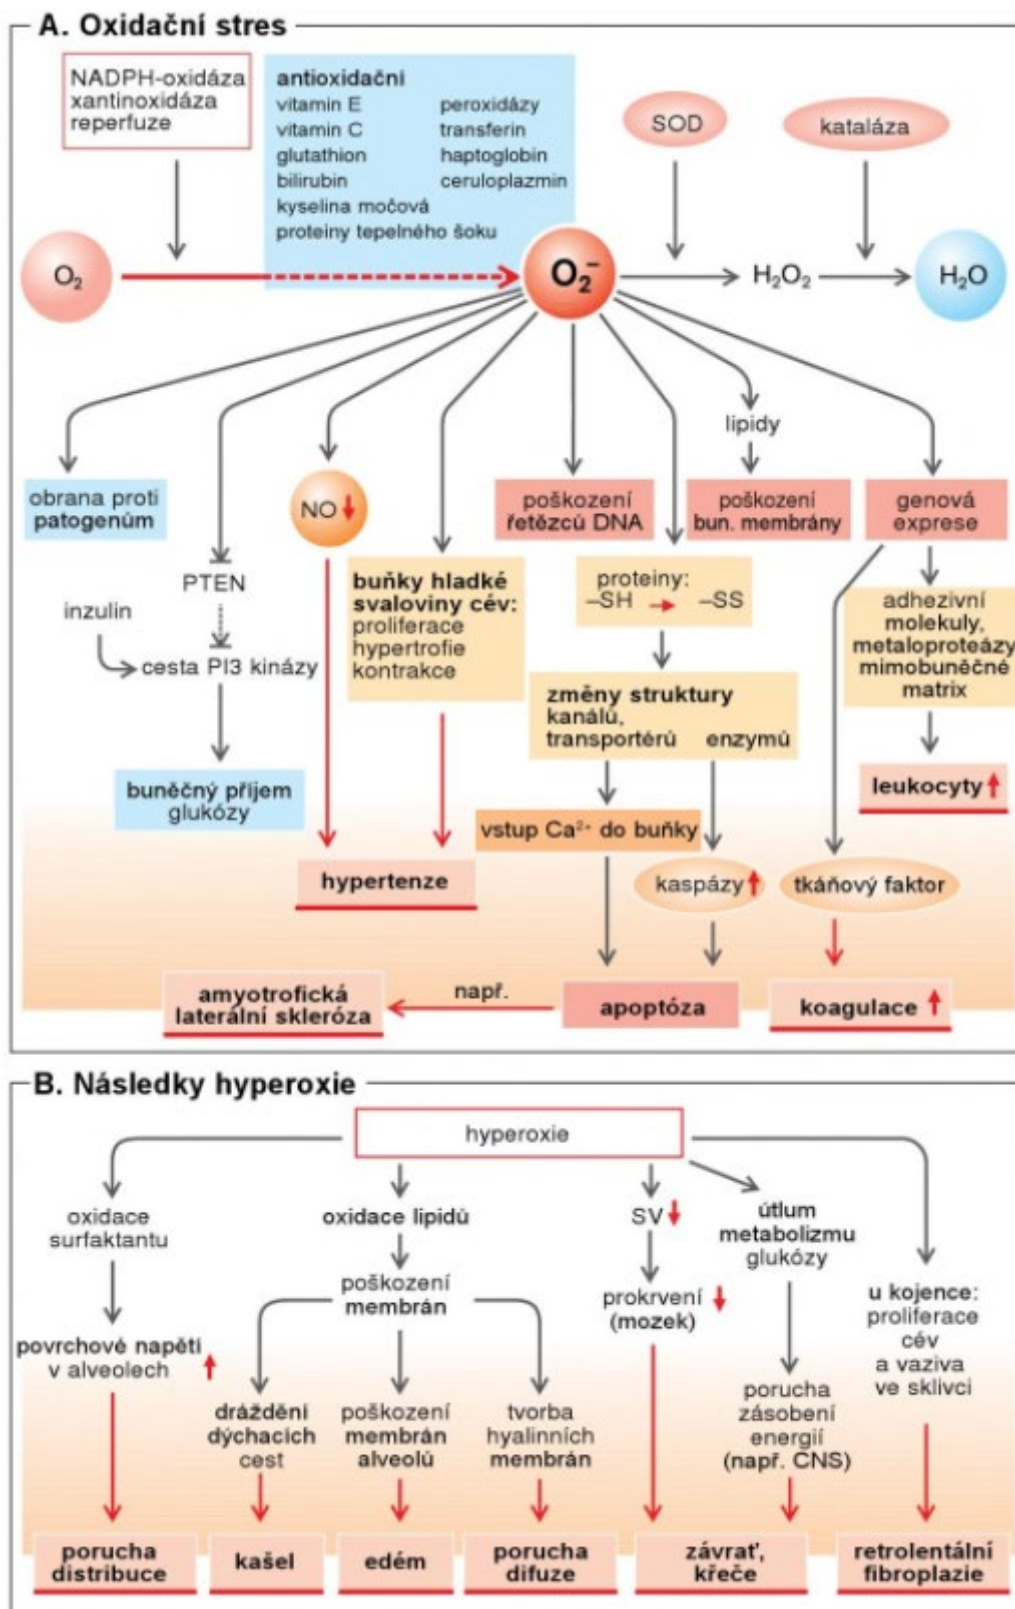 A. Oxidační stres
NADPH-oxidáza
xantinoxidáza
reperfuze
antioxidační
vitamin E
vitamin C
glutathion
bilirubin
kyselina močová
proteiny tepelného šoku
peroxidázy
transferin
haptoglobin
ceruloplazmin
SOD
kataláza
O₂
O₂⁻
H₂O₂
H₂O
obrana proti
patogenům
PTEN
inzulin
cesta PI3 kinázy
buněčný příjem
glukózy
NO
buňky hladké
svaloviny cév:
proliferace
hypertrofie
kontrakce
hypertenze
poškození
řetězců DNA
lipidy
poškození
bun. membrány
proteiny:
–SH –SS
změny struktury
kanálů,
transportérů enzymů
vstup Ca²⁺ do buňky
kaspázy
genová
exprese
adhezivní
molekuly,
metaloproteázy
mimobuněčné
matrix
leukocyty
tkáňový faktor
koagulace
apoptóza
např.
amyotrofická
laterální skleróza
B. Následky hyperoxie
hyperoxie
oxidace
surfaktantu
povrchové napětí
v alveolech
porucha
distribuce
oxidace lipidů
poškození
membrán
dráždění
dýchacích
cest
kašel
poškození
membrán
alveolů
edém
tvorba
hyalinních
membrán
porucha
difuze
SV
prokrvení
(mozek)
útlum
metabolizmu
glukózy
porucha
zásobení
energií
(např. CNS)
závrať,
křeče
u kojence:
proliferace
cév
a vaziva
ve sklivci
retrolentální
fibroplazie